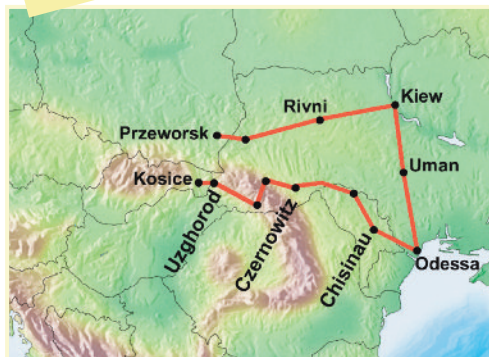 Kiew
Rivni
Przeworsk
Uman
Kosice
Uzghorod
Czernowitz
Chisinau
Odessa